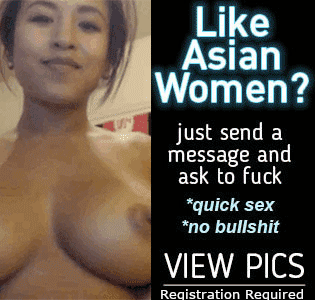 Like
Asian
Women?
just send a
message and
ask to fuck
*quick sex
*no bullshit
VIEW PICS
Registration Required